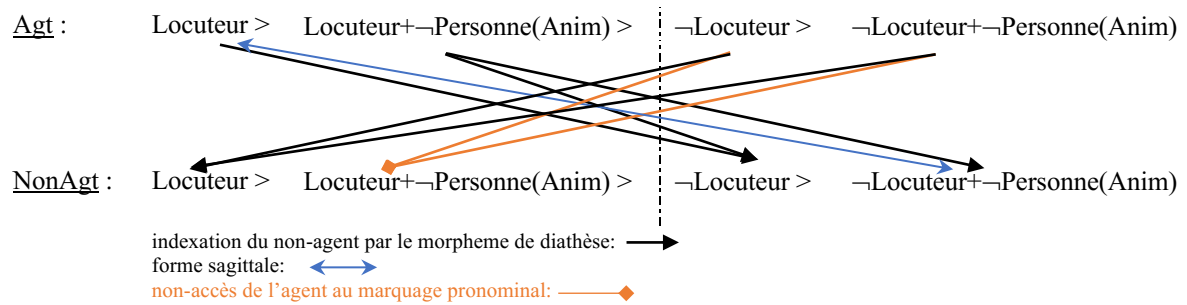 Agt : Locuteur > Locuteur+¬Personne(Anim) > ¬Locuteur > ¬Locuteur+¬Personne(Anim)
NonAgt : Locuteur > Locuteur+¬Personne(Anim) > ¬Locuteur > ¬Locuteur+¬Personne(Anim)
indexation du non-agent par le morpheme de diathèse:
forme sagittale:
non-accès de l'agent au marquage pronominal: